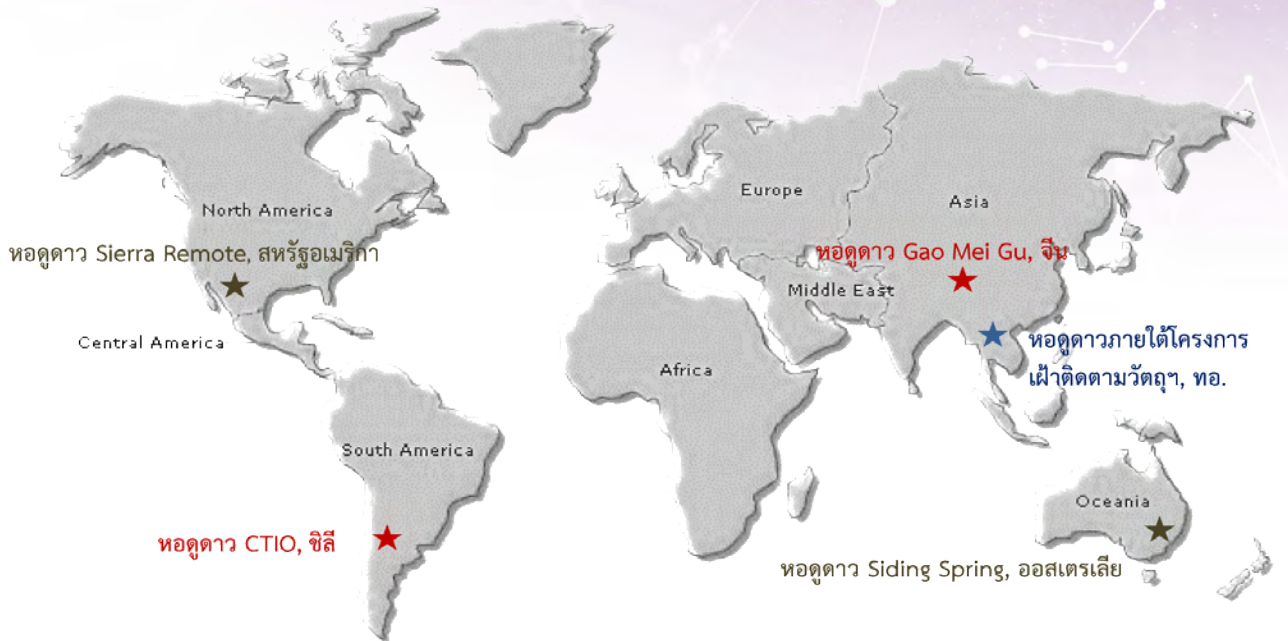 Europe
Asia
North America
หอดูดาว Sierra Remote, สหรัฐอเมริกา
หอดูดาว Gao Mei Gu, จีน
Middle East
Central America
หอดูดาวภายใต้โครงการ
เฝ้าติดตามวัตถุฯ, ทอ.
Africa
South America
Oceania
หอดูดาว CTIO, ชิลี
หอดูดาว Siding Spring, ออสเตรเลีย